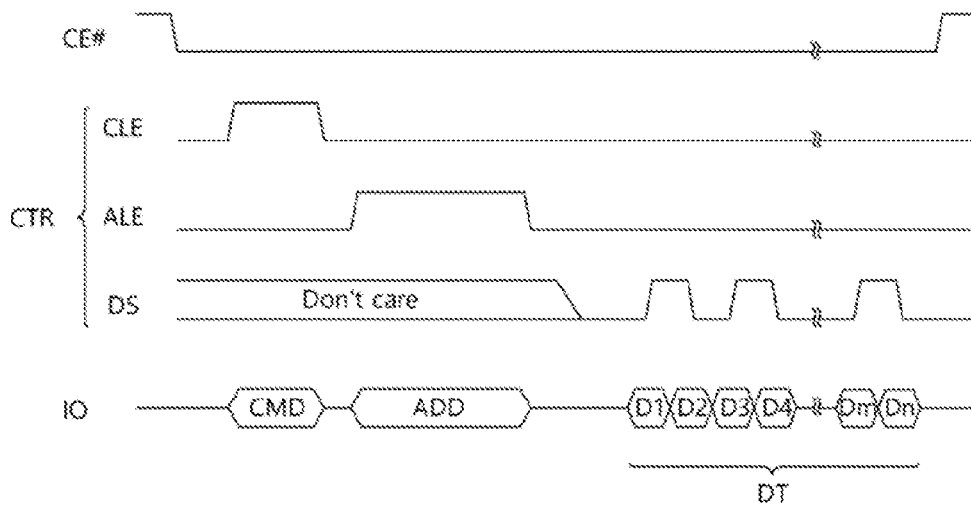 CE#
CLE
CTR
ALE
DS
Don't care
IO
CMD
ADD
D1
D2
D3
D4
Dm
Dn
DT